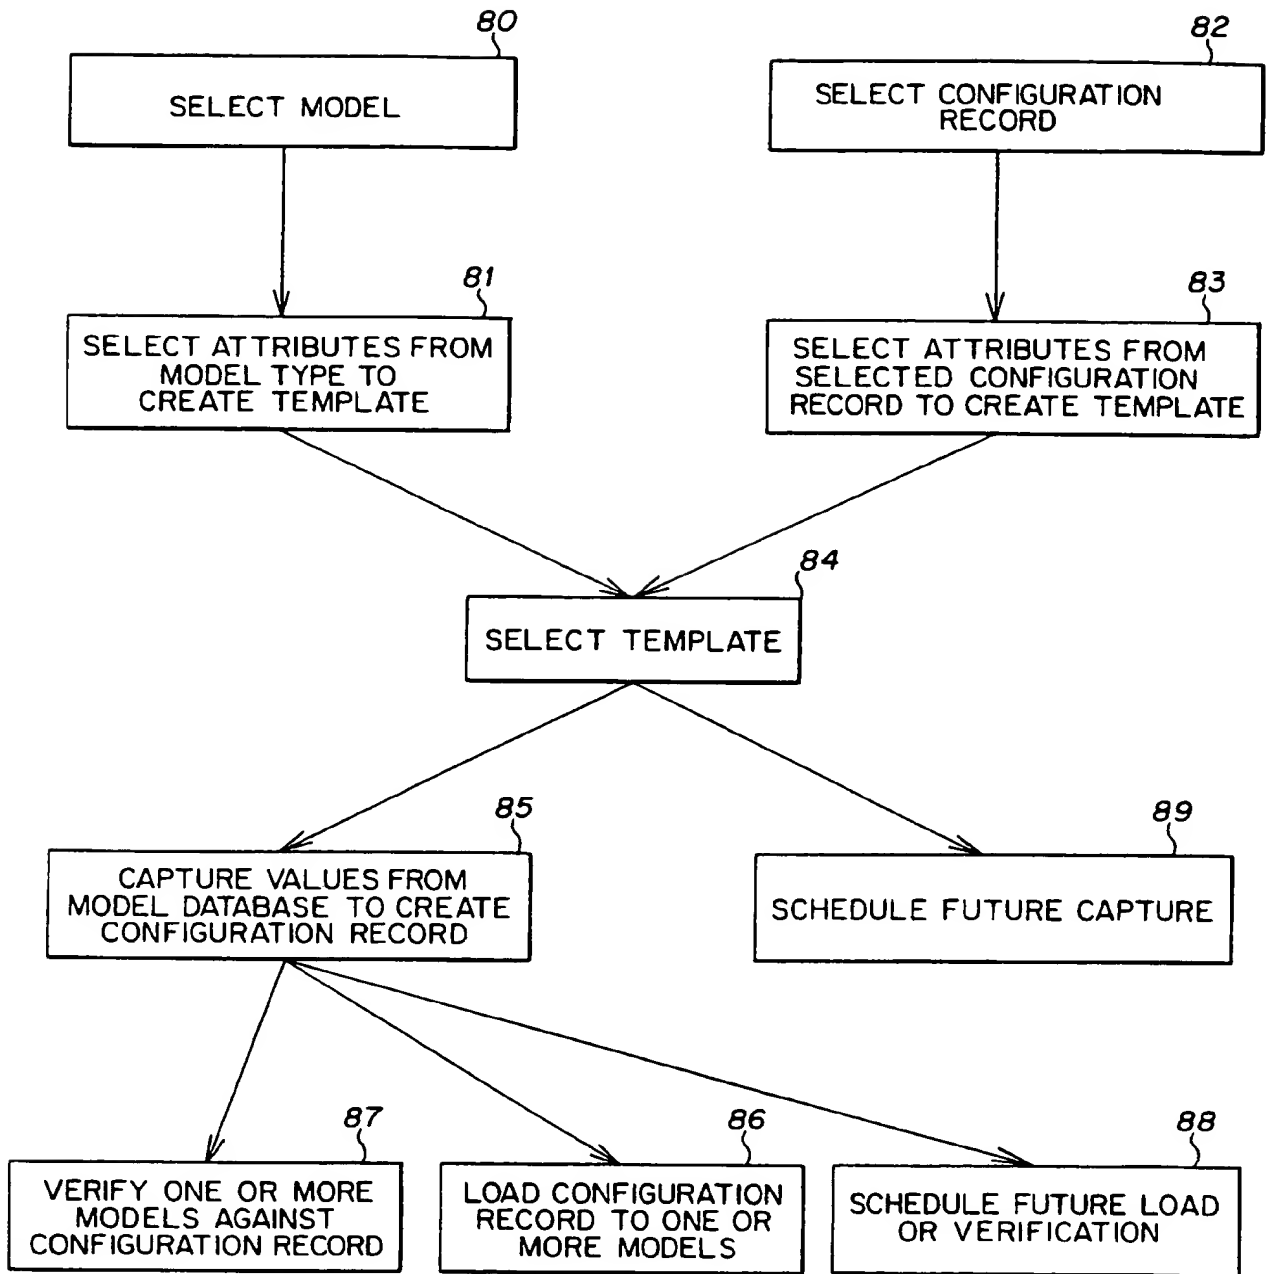 80
SELECT MODEL
82
SELECT CONFIGURATION
RECORD
81
SELECT ATTRIBUTES FROM
MODEL TYPE TO
CREATE TEMPLATE
83
SELECT ATTRIBUTES FROM
SELECTED CONFIGURATION
RECORD TO CREATE TEMPLATE
84
SELECT TEMPLATE
85
CAPTURE VALUES FROM
MODEL DATABASE TO CREATE
CONFIGURATION RECORD
89
SCHEDULE FUTURE CAPTURE
87
VERIFY ONE OR MORE
MODELS AGAINST
CONFIGURATION RECORD
86
LOAD CONFIGURATION
RECORD TO ONE OR
MORE MODELS
88
SCHEDULE FUTURE LOAD
OR VERIFICATION